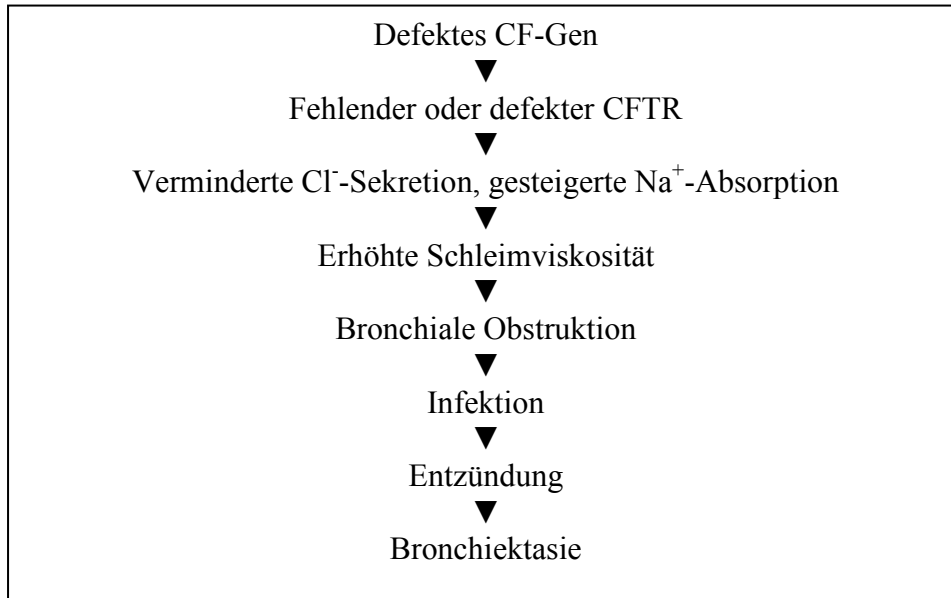 Defektes CF-Gen
▼
Fehlender oder defekter CFTR
▼
Verminderte Cl⁻-Sekretion, gesteigerte Na⁺-Absorption
▼
Erhöhte Schleimviskosität
▼
Bronchiale Obstruktion
▼
Infektion
▼
Entzündung
▼
Bronchiektasie